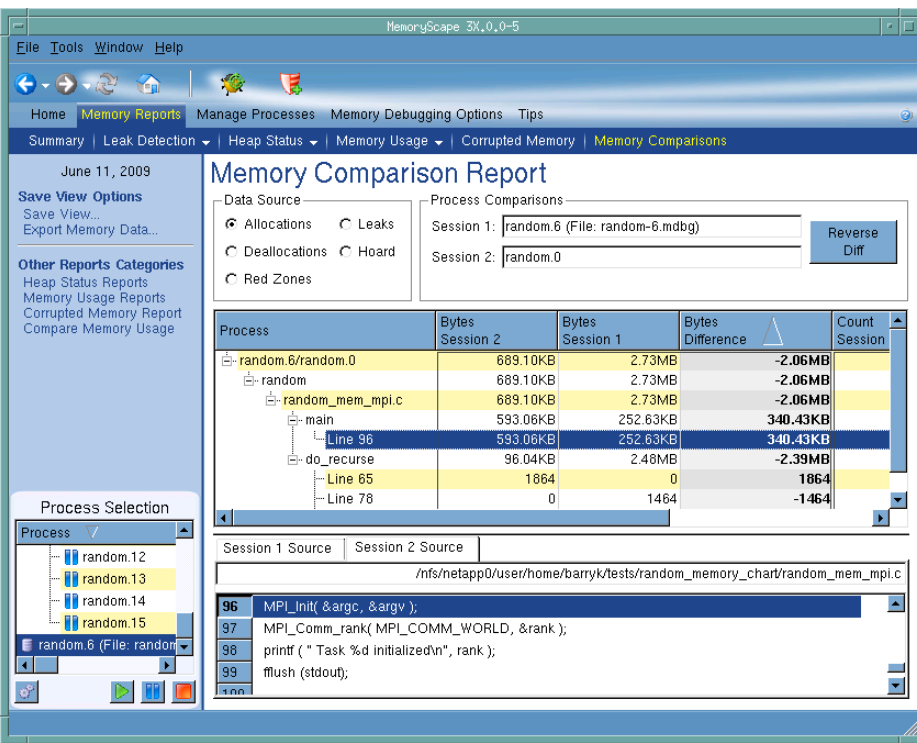 MemoryScape 3X.0.0-5
File Tools Window Help
Home Memory Reports Manage Processes Memory Debugging Options Tips
Summary | Leak Detection | Heap Status | Memory Usage | Corrupted Memory | Memory Comparisons
June 11, 2009
Save View Options
Save View...
Export Memory Data...
Other Reports Categories
Heap Status Reports
Memory Usage Reports
Corrupted Memory Report
Compare Memory Usage
Process Selection
Process
random.12
random.13
random.14
random.15
random.6 (File: random
Memory Comparison Report
Data Source
Allocations Leaks
Deallocations Hoard
Red Zones
Process Comparisons
Session 1: random.6 (File: random-6.mdbg)
Session 2: random.0
Reverse
Diff
Process Bytes Session 2 Bytes Session 1 Bytes Difference Count Session
random.6/random.0 689.10KB 2.73MB -2.06MB
random 689.10KB 2.73MB -2.06MB
random_mem_mpi.c 689.10KB 2.73MB -2.06MB
main 593.06KB 252.63KB 340.43KB
Line 96 593.06KB 252.63KB 340.43KB
do_recurse 96.04KB 2.48MB -2.39MB
Line 65 1864 0 1864
Line 78 0 1464 -1464
Session 1 Source Session 2 Source
/nfs/netapp0/user/home/barryk/tests/random_memory_chart/random_mem_mpi.c
96 MPI_Init( &argc, &argv );
97 MPI_Comm_rank( MPI_COMM_WORLD, &rank );
98 printf ( " Task %d initialized\n", rank );
99 fflush (stdout);
100